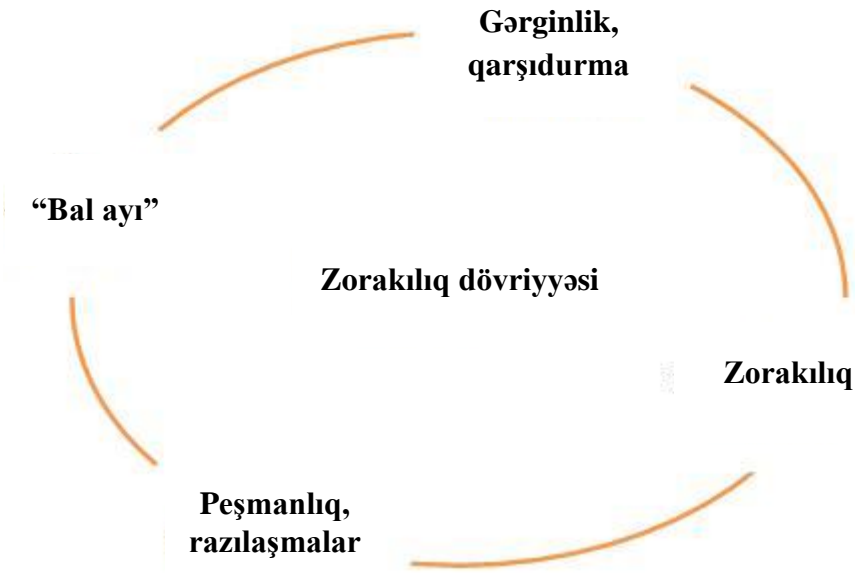 Gərginlik,
qarşıdurma
“Bal ayı”
Zorakılıq dövriyyəsi
Zorakılıq
Peşmanlıq,
razılaşmalar